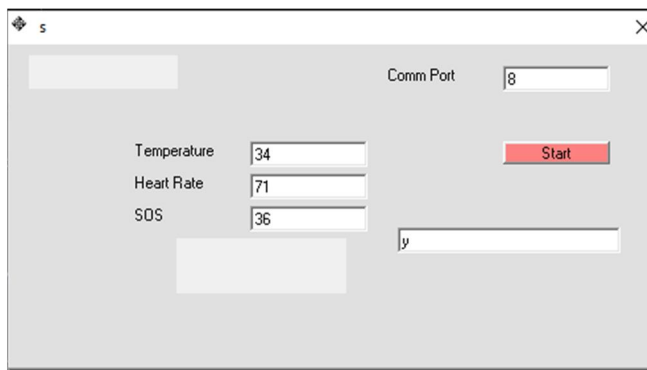 s
Comm Port 8
Temperature 34
Start
Heart Rate 71
SOS 36
y